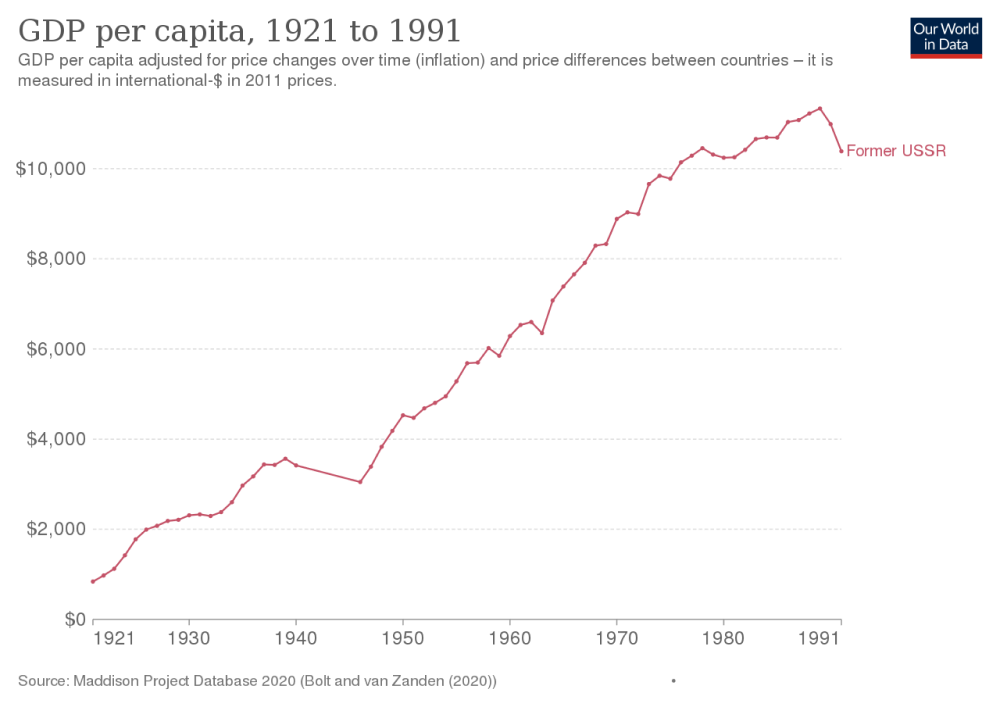 GDP per capita, 1921 to 1991
Our World
in Data
GDP per capita adjusted for price changes over time (inflation) and price differences between countries – it is
measured in international-$ in 2011 prices.
Former USSR
$10,000
$8,000
$6,000
$4,000
$2,000
$0
1921 1930 1940 1950 1960 1970 1980 1991
Source: Maddison Project Database 2020 (Bolt and van Zanden (2020)) •